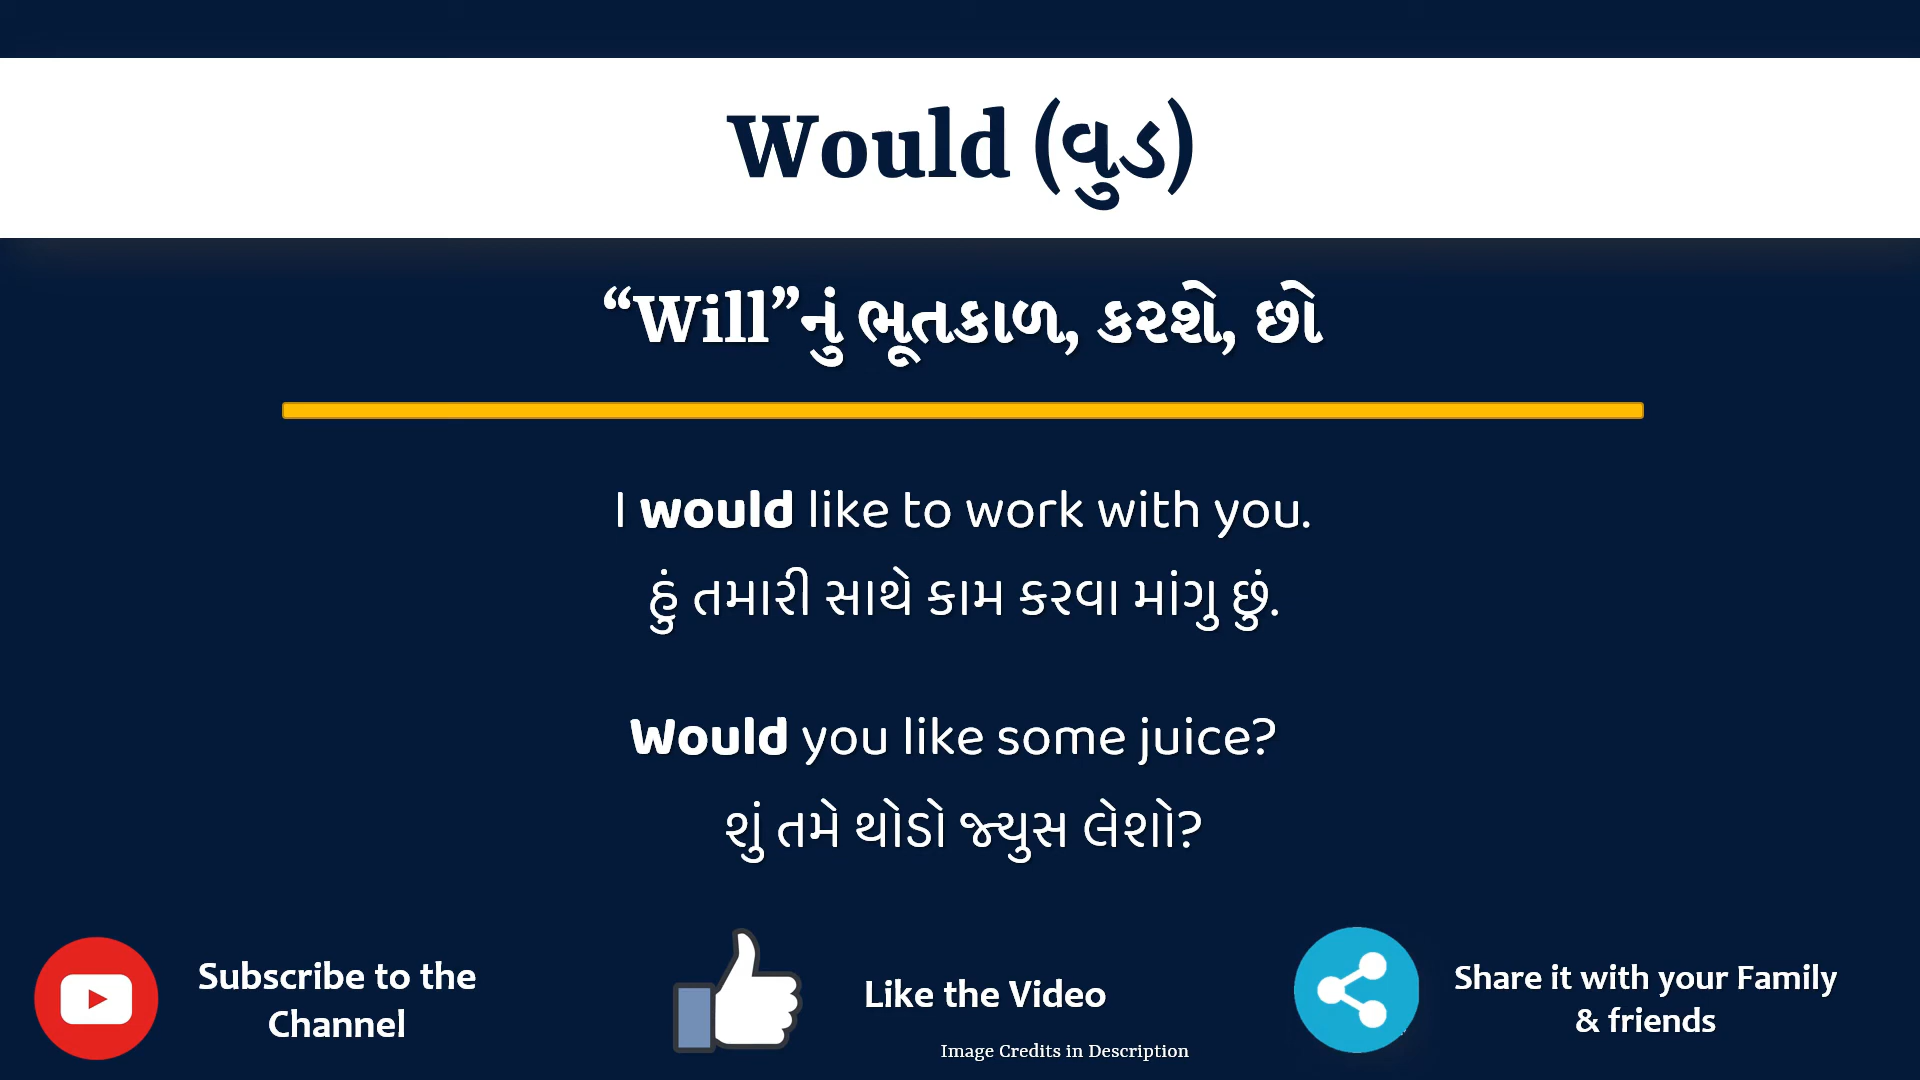 Would (વુડ)
“Will”નું ભૂતકાળ, કરશે, છો
I would like to work with you.
હું તમારી સાથે કામ કરવા માંગુ છું.
Would you like some juice?
શું તમે થોડો જ્યુસ લેશો?
Subscribe to the
Channel
Like the Video
Share it with your Family
& friends
Image Credits in Description